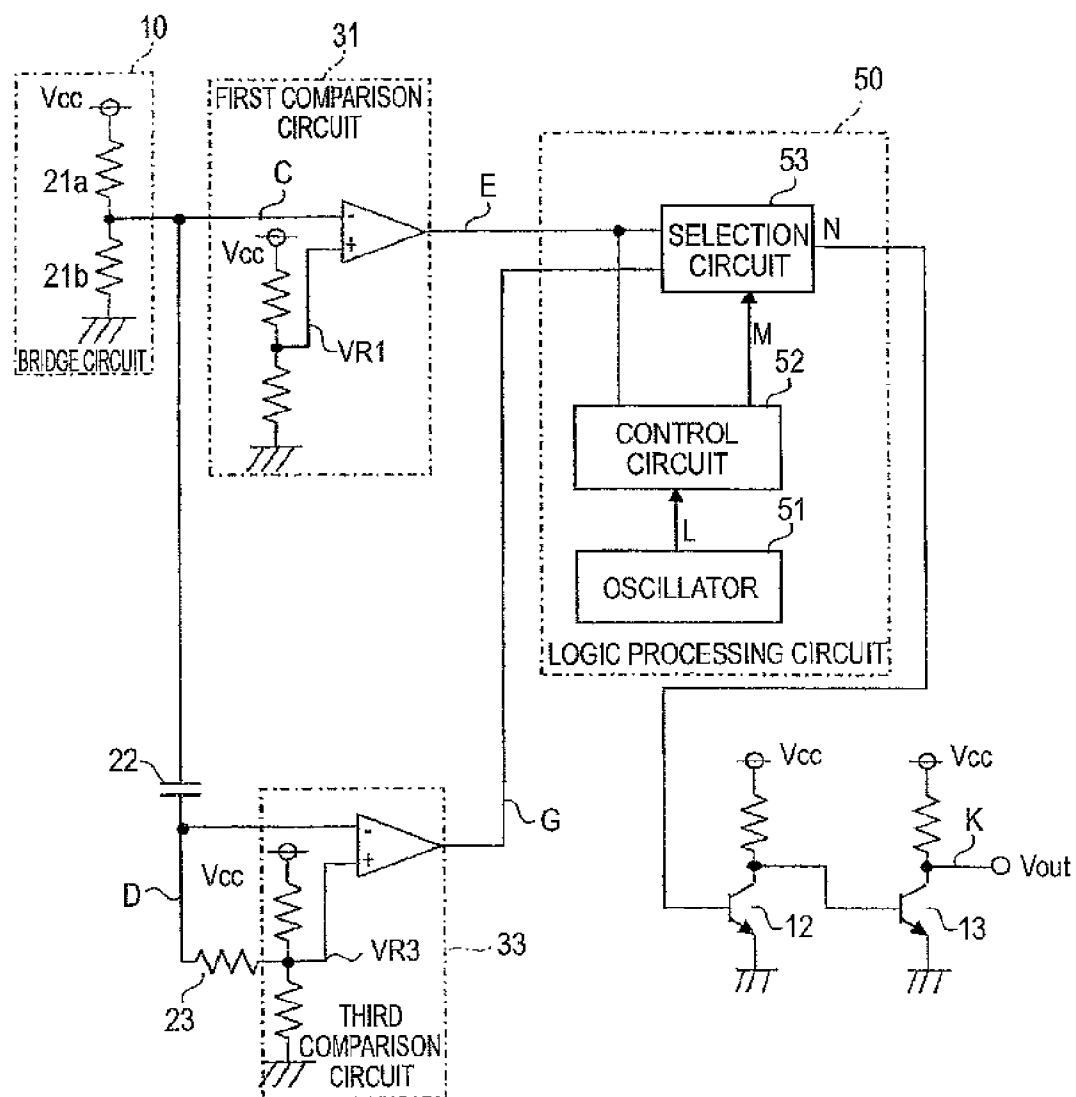 10
Vcc
21a
21b
BRIDGE CIRCUIT
31
FIRST COMPARISON
CIRCUIT
C
-
+
Vcc
VR1
E
50
53
SELECTION
CIRCUIT
N
M
52
CONTROL
CIRCUIT
L
51
OSCILLATOR
LOGIC PROCESSING CIRCUIT
22
D
23
-
+
Vcc
VR3
33
THIRD
COMPARISON
CIRCUIT
G
Vcc
12
Vcc
K
Vout
13